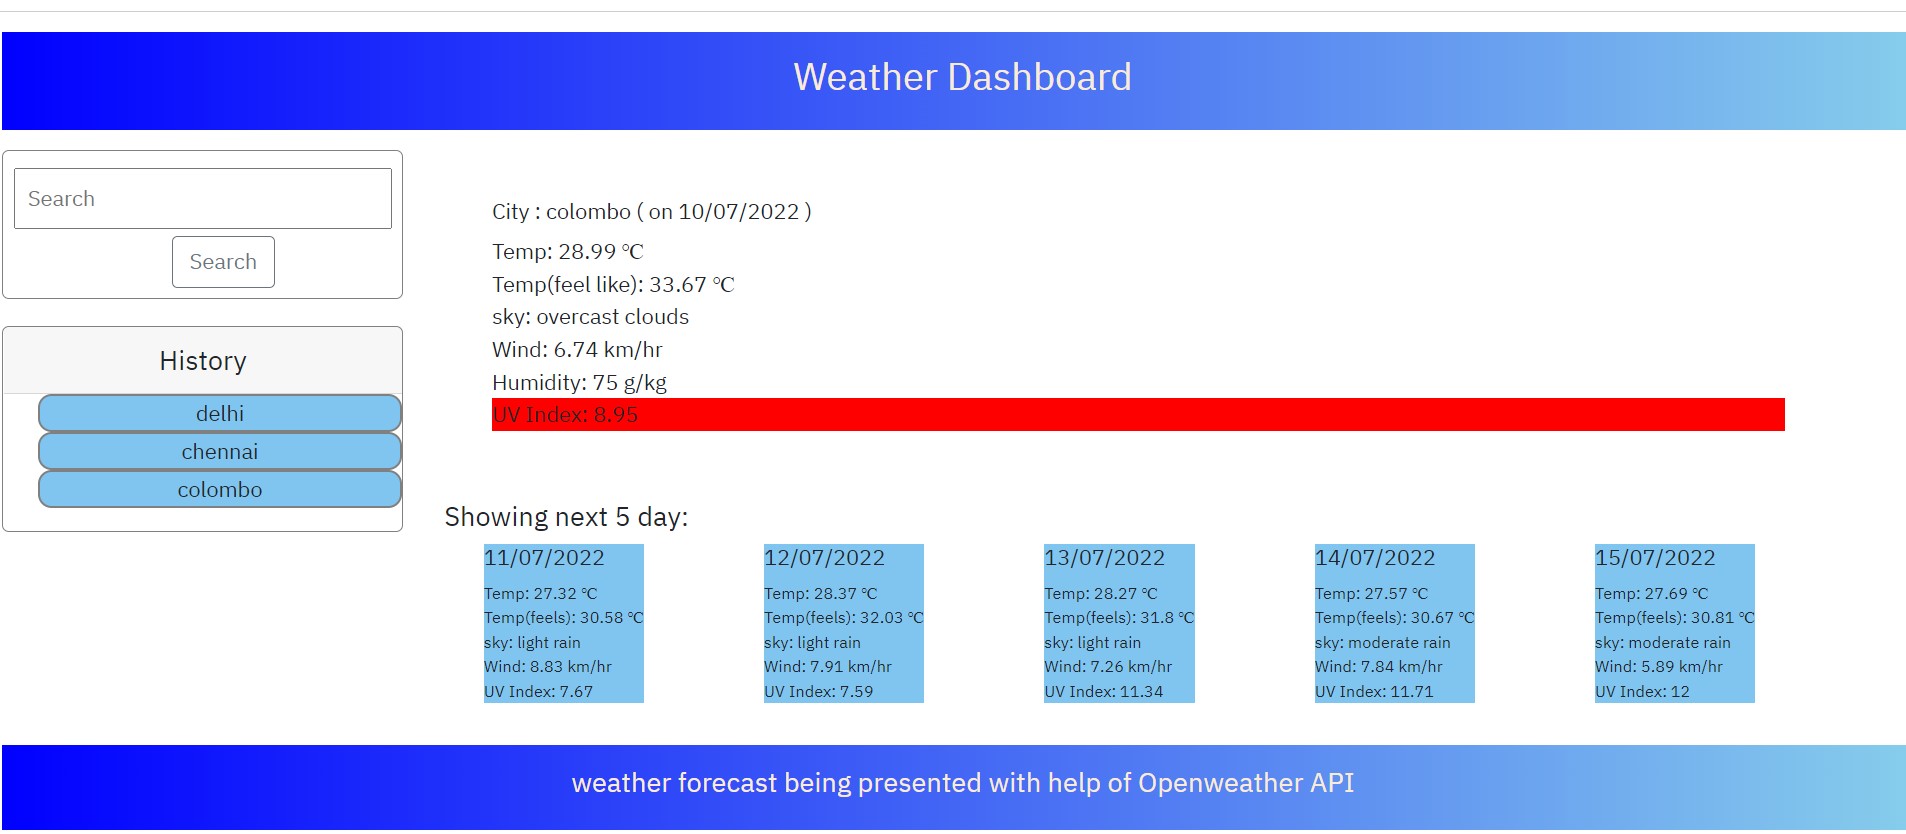 Weather Dashboard
Search
Search
History
delhi
chennai
colombo
City : colombo ( on 10/07/2022 )
Temp: 28.99 °C
Temp(feel like): 33.67 °C
sky: overcast clouds
Wind: 6.74 km/hr
Humidity: 75 g/kg
UV Index: 8.95
Showing next 5 day:
11/07/2022
Temp: 27.32 °C
Temp(feels): 30.58 °C
sky: light rain
Wind: 8.83 km/hr
UV Index: 7.67
12/07/2022
Temp: 28.37 °C
Temp(feels): 32.03 °C
sky: light rain
Wind: 7.91 km/hr
UV Index: 7.59
13/07/2022
Temp: 28.27 °C
Temp(feels): 31.8 °C
sky: light rain
Wind: 7.26 km/hr
UV Index: 11.34
14/07/2022
Temp: 27.57 °C
Temp(feels): 30.67 °C
sky: moderate rain
Wind: 7.84 km/hr
UV Index: 11.71
15/07/2022
Temp: 27.69 °C
Temp(feels): 30.81 °C
sky: moderate rain
Wind: 5.89 km/hr
UV Index: 12
weather forecast being presented with help of Openweather API